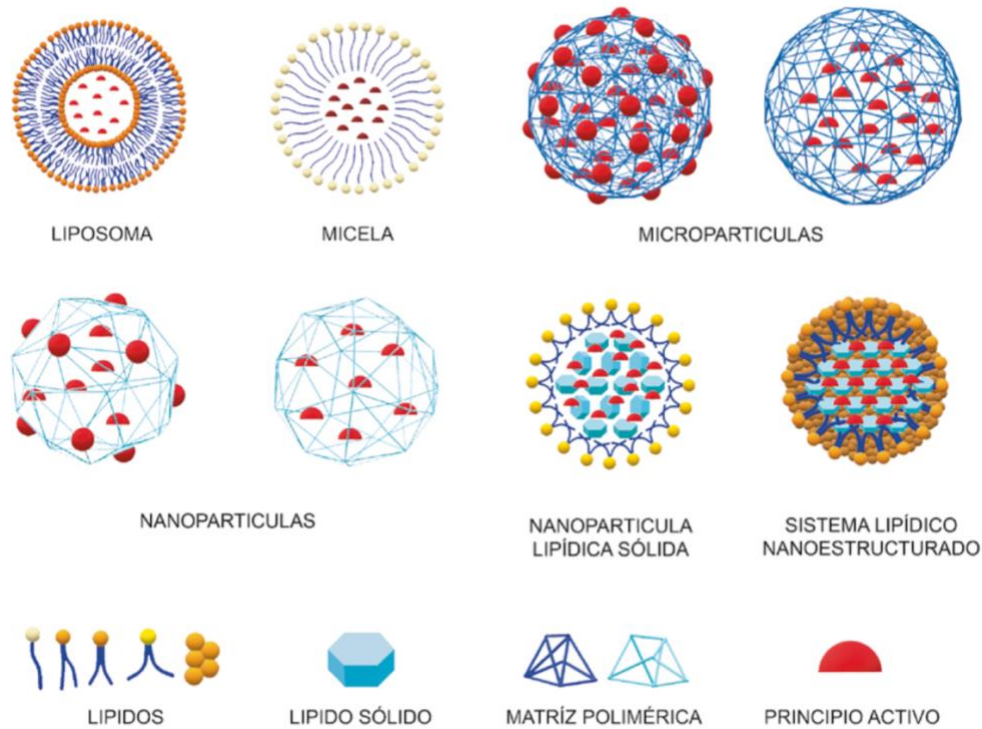 LIPOSOMA
MICELA
MICROPARTICULAS
NANOPARTICULAS
NANOPARTICULA
LIPÍDICA SÓLIDA
SISTEMA LIPÍDICO
NANOESTRUCTURADO
LIPIDOS
LIPIDO SÓLIDO
MATRÍZ POLIMÉRICA
PRINCIPIO ACTIVO